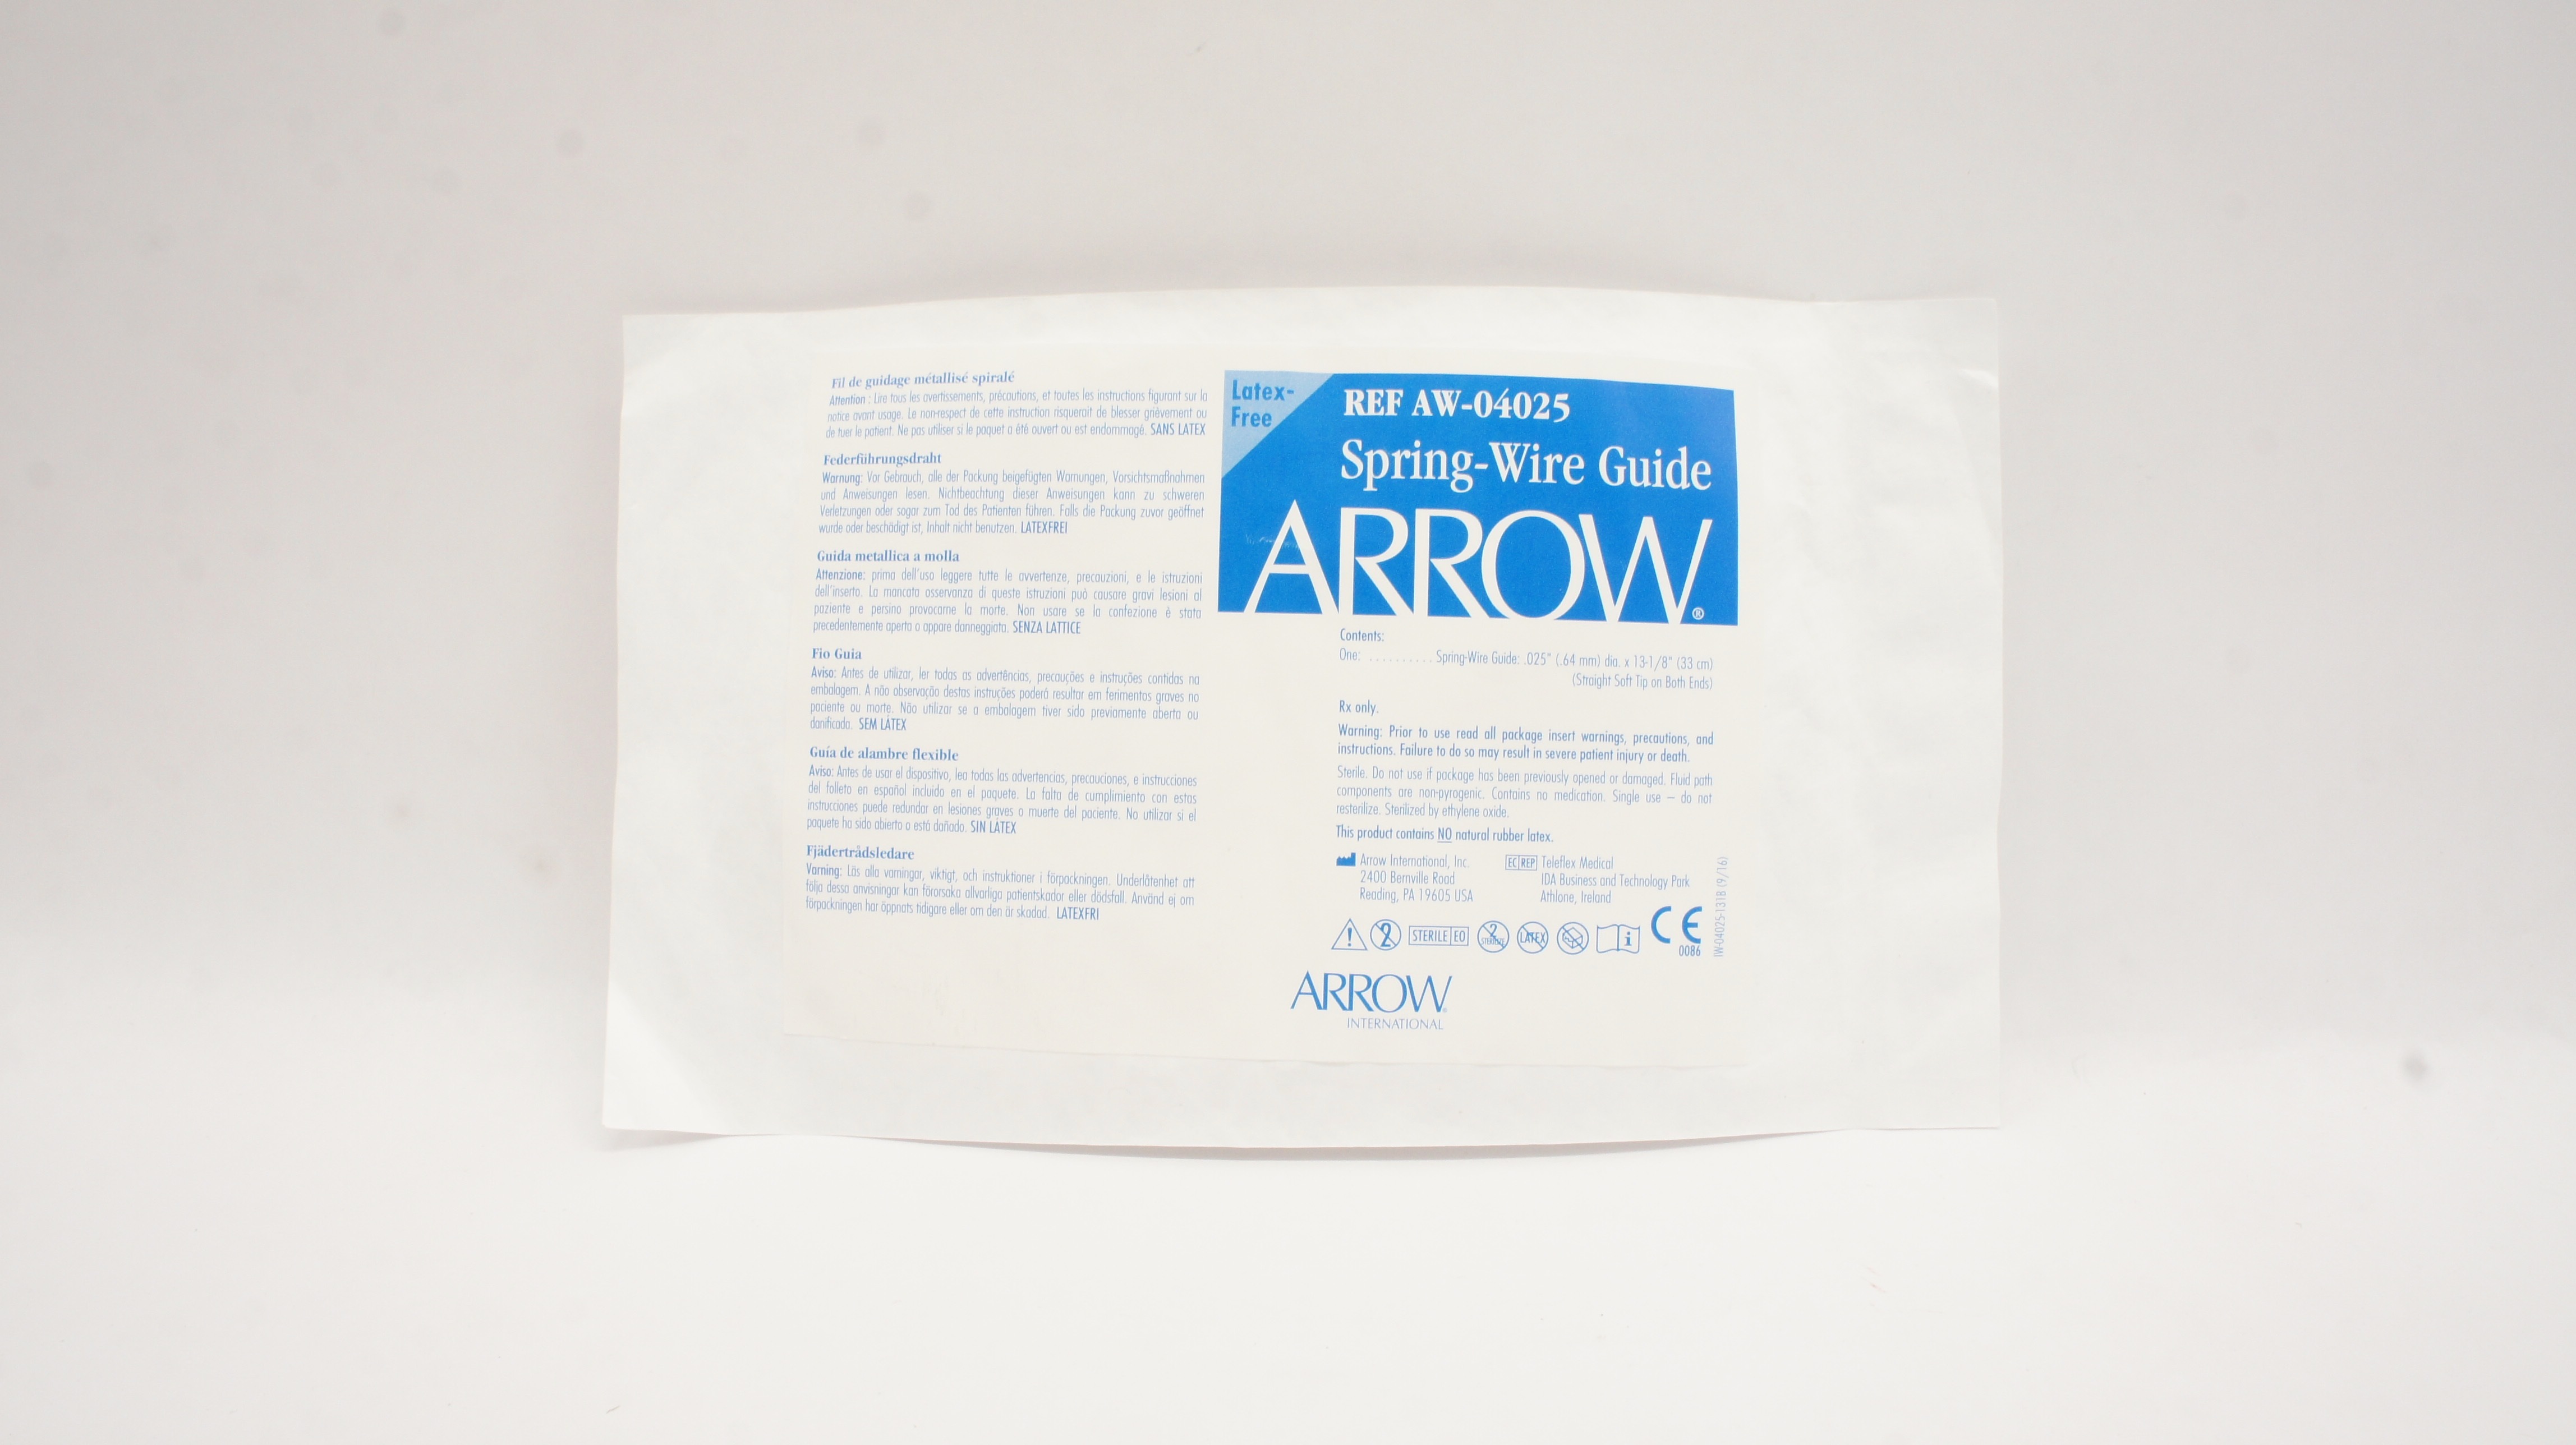 Fil de guidage métallisé spiralé
Attention : Lire tous les avertissements, précautions, et toutes les instructions figurant sur la
notice avant usage. Le non-respect de cette instruction risquerait de blesser grièvement ou
de tuer le patient. Ne pas utiliser si le paquet a été ouvert ou est endommagé. SANS LATEX
Federführungsdraht
Warnung: Vor Gebrauch, alle der Packung beigefügten Warnungen, Vorsichtsmaßnahmen
und Anweisungen lesen. Nichtbeachtung dieser Anweisungen kann zu schweren
Verletzungen oder sogar zum Tod des Patienten führen. Falls die Packung zuvor geöffnet
wurde oder beschädigt ist, Inhalt nicht benutzen. LATEXFREI
Guida metallica a molla
Attenzione: prima dell'uso leggere tutte le avvertenze, precauzioni, e le istruzioni
dell'inserto. La mancata osservanza di queste istruzioni può causare gravi lesioni al
paziente e persino provocarne la morte. Non usare se la confezione è stata
precedentemente aperta o appare danneggiata. SENZA LATTICE
Fio Guia
Aviso: Antes de utilizar, ler todas as advertências, precauções e instruções contidas na
embalagem. A não observação destas instruções poderá resultar em ferimentos graves no
paciente ou morte. Não utilizar se a embalagem tiver sido previamente aberta ou
danificada. SEM LÁTEX
Guía de alambre flexible
Aviso: Antes de usar el dispositivo, lea todas las advertencias, precauciones, e instrucciones
del folleto en español incluido en el paquete. La falta de cumplimiento con estas
instrucciones puede redundar en lesiones graves o muerte del paciente. No utilizar si el
paquete ha sido abierto o está dañado. SIN LÁTEX
Fjädertrådsledare
Varning: Läs alla varningar, viktigt, och instruktioner i förpackningen. Underlåtenhet att
följa dessa anvisningar kan förorsaka allvarliga patientskador eller dödsfall. Använd ej om
förpackningen har öppnats tidigare eller om den är skadad. LATEXFRI
Latex-
Free
REF AW-04025
Spring-Wire Guide
ARROW®
Contents:
One: .......... Spring-Wire Guide: .025" (.64 mm) dia. x 13-1/8" (33 cm)
(Straight Soft Tip on Both Ends)
Rx only.
Warning: Prior to use read all package insert warnings, precautions, and
instructions. Failure to do so may result in severe patient injury or death.
Sterile. Do not use if package has been previously opened or damaged. Fluid path
components are non-pyrogenic. Contains no medication. Single use – do not
resterilize. Sterilized by ethylene oxide.
This product contains NO natural rubber latex.
Arrow International, Inc.
2400 Bernville Road
Reading, PA 19605 USA
EC REP Teleflex Medical
IDA Business and Technology Park
Athlone, Ireland
2 STERILE EO 2 STERILIZE LATEX i CE
0086
IW-04025-131B (9/16)
ARROW®
INTERNATIONAL